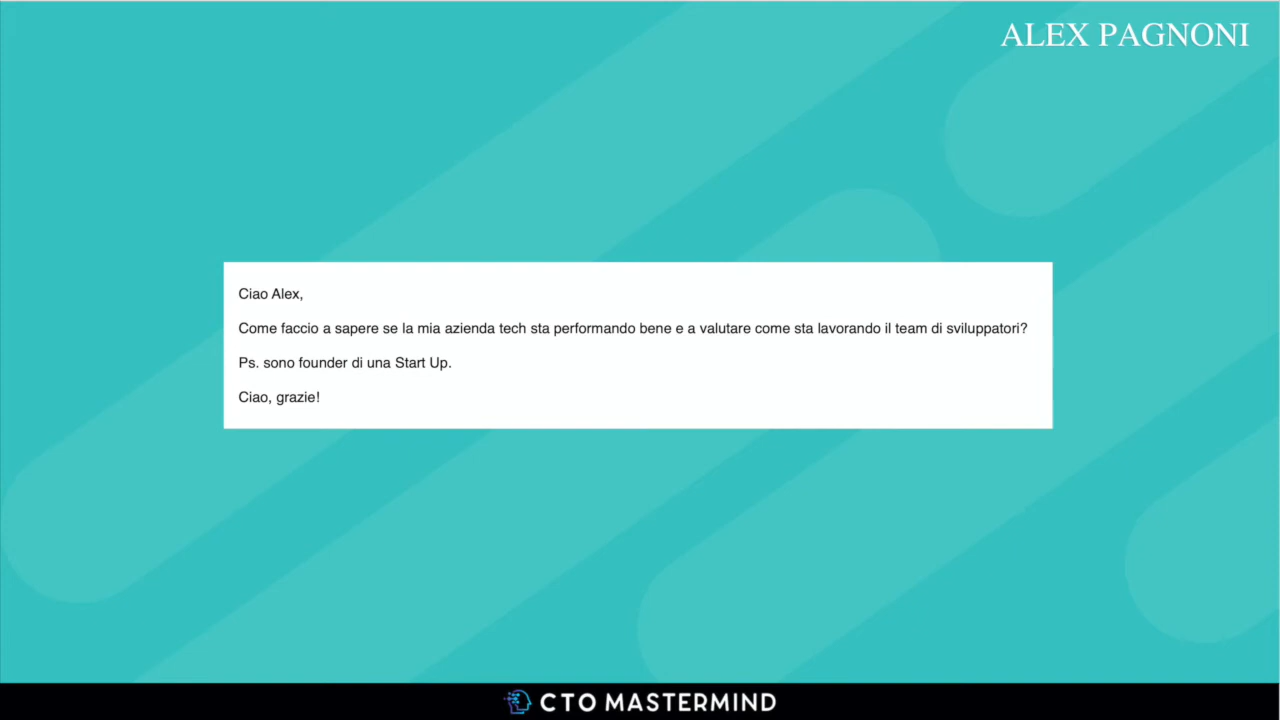 ALEX PAGNONI
Ciao Alex,
Come faccio a sapere se la mia azienda tech sta performando bene e a valutare come sta lavorando il team di sviluppatori?
Ps. sono founder di una Start Up.
Ciao, grazie!
CTO MASTERMIND